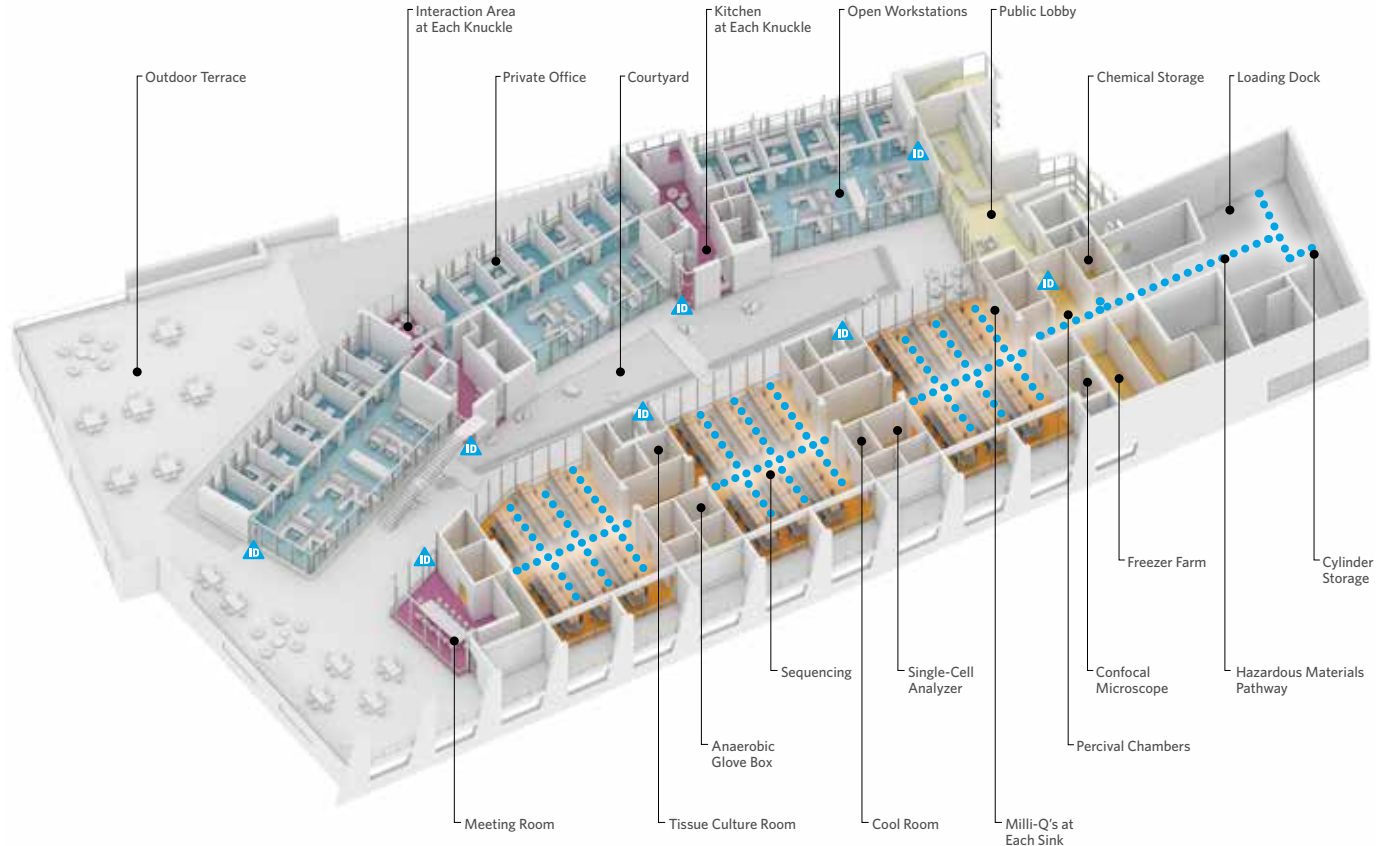 Interaction Area
at Each Knuckle
Kitchen
at Each Knuckle
Open Workstations
Public Lobby
Outdoor Terrace
Private Office
Courtyard
Chemical Storage
Loading Dock
ID
ID
ID
ID
ID
ID
ID
ID
Freezer Farm
Cylinder
Storage
Sequencing
Single-Cell
Analyzer
Confocal
Microscope
Hazardous Materials
Pathway
Anaerobic
Glove Box
Percival Chambers
Meeting Room
Tissue Culture Room
Cool Room
Milli-Q's at
Each Sink